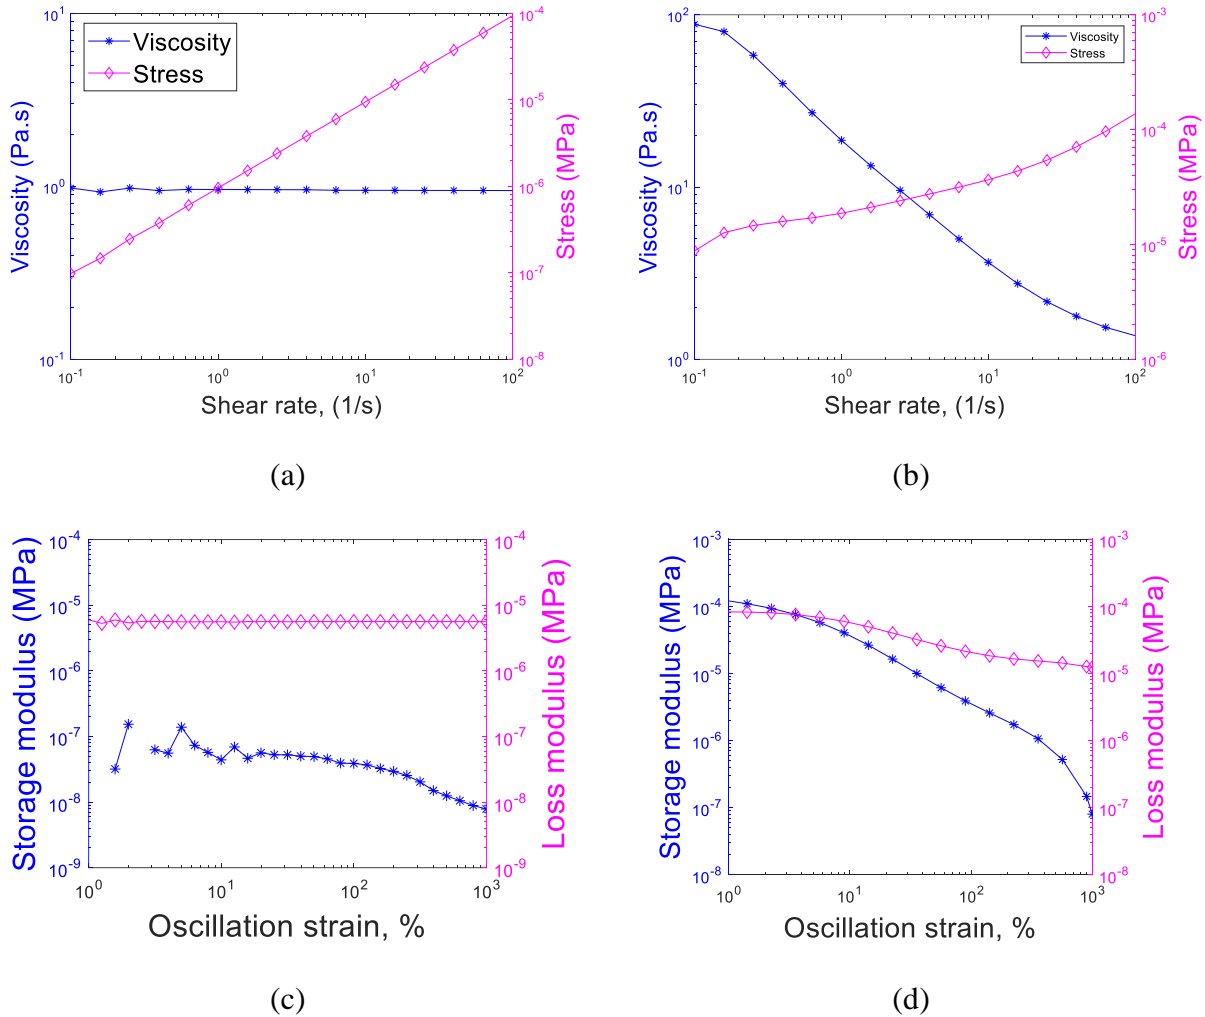 10^1
10^0
10^-1
Viscosity (Pa.s)
Viscosity
Stress
10^-4
10^-5
10^-6
10^-7
10^-8
Stress (MPa)
10^-1
10^0
10^1
10^2
Shear rate, (1/s)
(a)
10^2
10^1
10^0
Viscosity (Pa.s)
Viscosity
Stress
10^-3
10^-4
10^-5
10^-6
Stress (MPa)
10^-1
10^0
10^1
10^2
Shear rate, (1/s)
(b)
10^-4
10^-5
10^-6
10^-7
10^-8
10^-9
Storage modulus (MPa)
10^-4
10^-5
10^-6
10^-7
10^-8
10^-9
Loss modulus (MPa)
10^0
10^1
10^2
10^3
Oscillation strain, %
(c)
10^-3
10^-4
10^-5
10^-6
10^-7
10^-8
Storage modulus (MPa)
10^-3
10^-4
10^-5
10^-6
10^-7
10^-8
Loss modulus (MPa)
10^0
10^1
10^2
10^3
Oscillation strain, %
(d)